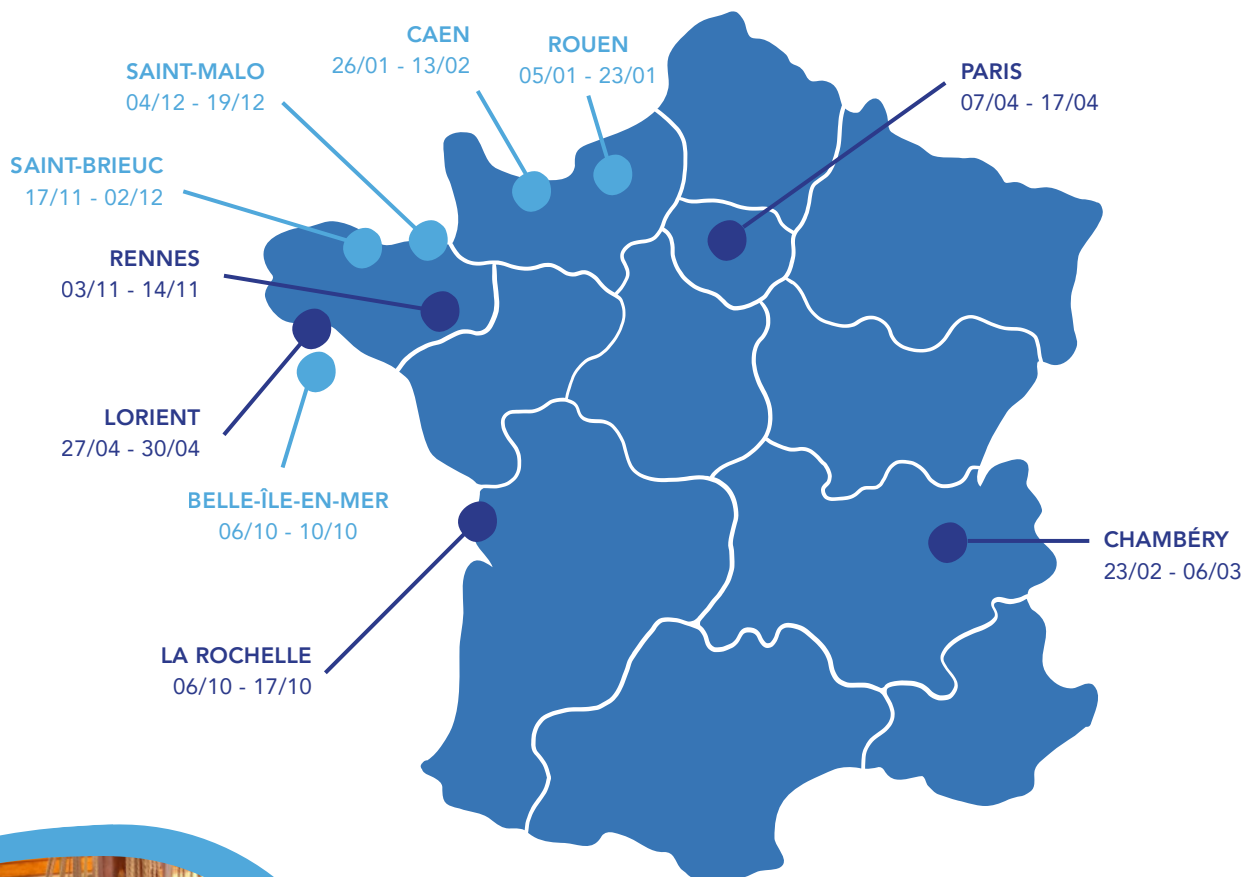 CAEN
26/01 - 13/02
ROUEN
05/01 - 23/01
SAINT-MALO
04/12 - 19/12
PARIS
07/04 - 17/04
SAINT-BRIEUC
17/11 - 02/12
RENNES
03/11 - 14/11
LORIENT
27/04 - 30/04
BELLE-ÎLE-EN-MER
06/10 - 10/10
CHAMBÉRY
23/02 - 06/03
LA ROCHELLE
06/10 - 17/10